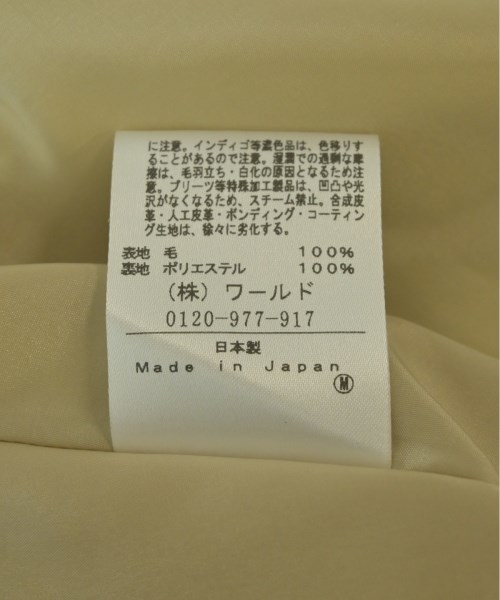 に注意。インディゴ等濃色品は、色移りす
ることがあるので注意。湿潤での過剰な摩
擦は、毛羽立ち・白化の原因となるため注
意。プリーツ等特殊加工製品は、凹凸や光
沢がなくなるため、スチーム禁止。合成皮
革・人工皮革・ボンディング・コーティン
グ生地は、徐々に劣化する。
表地 毛 100%
裏地 ポリエステル 100%
(株) ワールド
0120-977-917
日本製
Made in Japan
Ⓜ